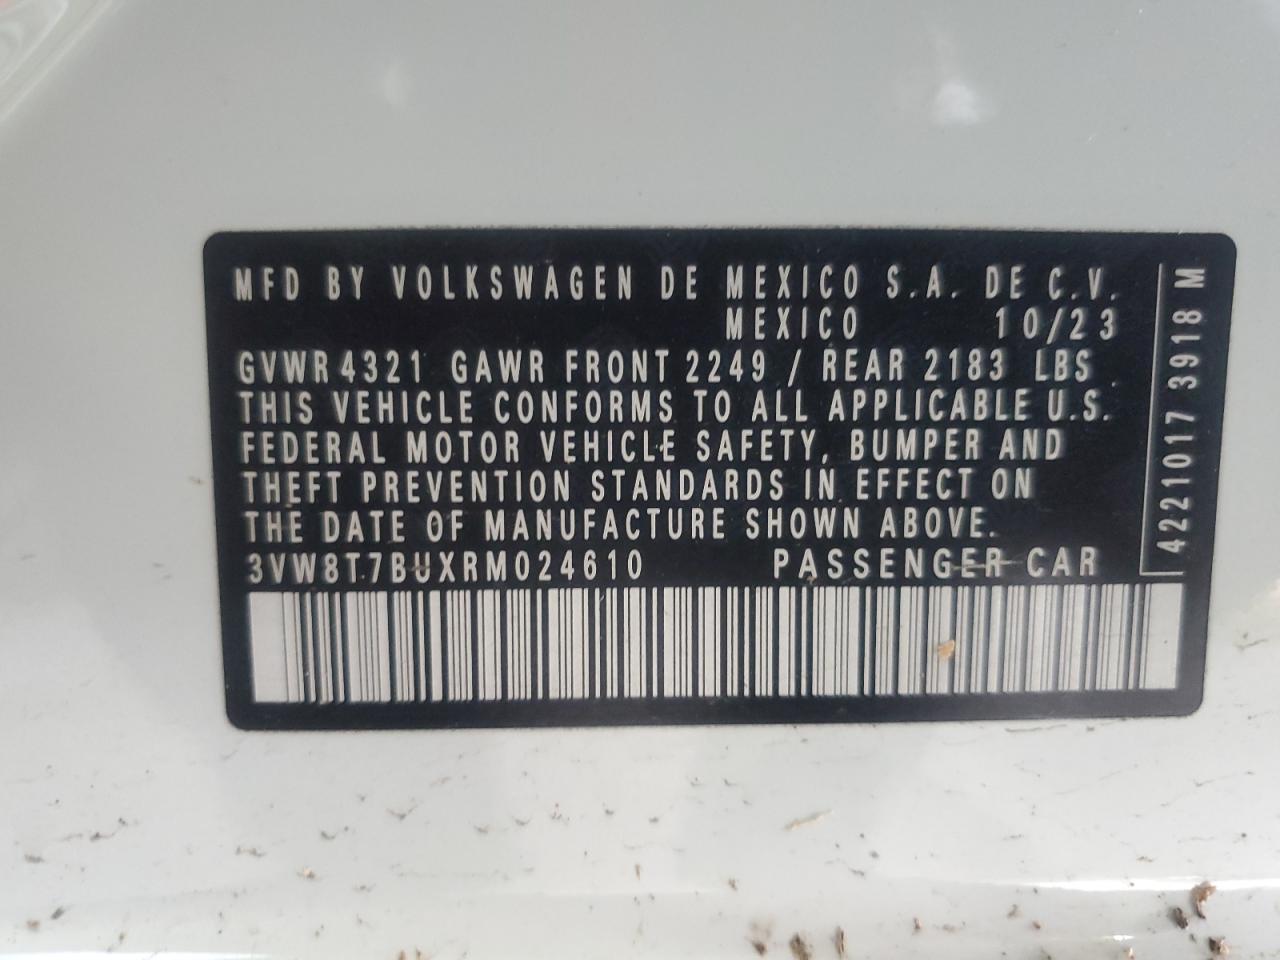 MFD BY VOLKSWAGEN DE MEXICO S.A. DE C.V.
MEXICO 10/23
GVWR 4321 GAWR FRONT 2249 / REAR 2183 LBS .
THIS VEHICLE CONFORMS TO ALL APPLICABLE U.S.
FEDERAL MOTOR VEHICLE SAFETY, BUMPER AND
THEFT PREVENTION STANDARDS IN EFFECT ON
THE DATE OF MANUFACTURE SHOWN ABOVE.
3VW8T7BUXRM024610 PASSENGER CAR
4221017 3918 M